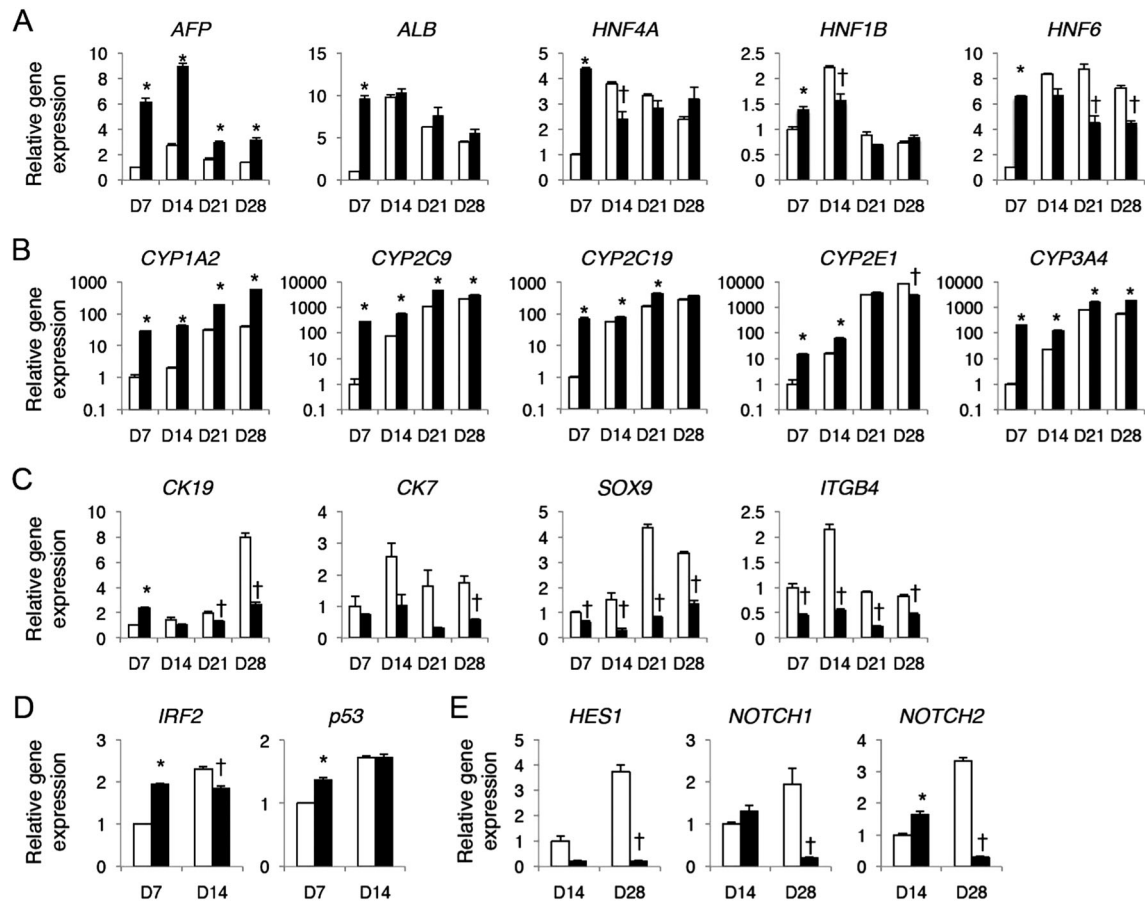 A
AFP ALB HNF4A HNF1B HNF6
Relative gene expression
10 8 6 4 2 0
15 10 5 0
5 4 3 2 1 0
2.5 2 1.5 1 0.5 0
10 8 6 4 2 0
* * * *
*
* †
* †
* † †
D7 D14 D21 D28 D7 D14 D21 D28 D7 D14 D21 D28 D7 D14 D21 D28 D7 D14 D21 D28
B
CYP1A2 CYP2C9 CYP2C19 CYP2E1 CYP3A4
Relative gene expression
1000 100 10 1 0.1
10000 1000 100 10 1 0.1
10000 1000 100 10 1 0.1
10000 1000 100 10 1 0.1
10000 1000 100 10 1 0.1
* * * *
* * * *
* * *
* * †
* * * *
D7 D14 D21 D28 D7 D14 D21 D28 D7 D14 D21 D28 D7 D14 D21 D28 D7 D14 D21 D28
C
CK19 CK7 SOX9 ITGB4
Relative gene expression
10 8 6 4 2 0
4 3 2 1 0
5 4 3 2 1 0
2.5 2 1.5 1 0.5 0
* † †
†
† † † †
† † † †
D7 D14 D21 D28 D7 D14 D21 D28 D7 D14 D21 D28 D7 D14 D21 D28
D
IRF2 p53
Relative gene expression
3 2 1 0
2 1 0
* †
*
D7 D14 D7 D14
E
HES1 NOTCH1 NOTCH2
Relative gene expression
5 4 3 2 1 0
3 2 1 0
4 3 2 1 0
†
†
* †
D14 D28 D14 D28 D14 D28